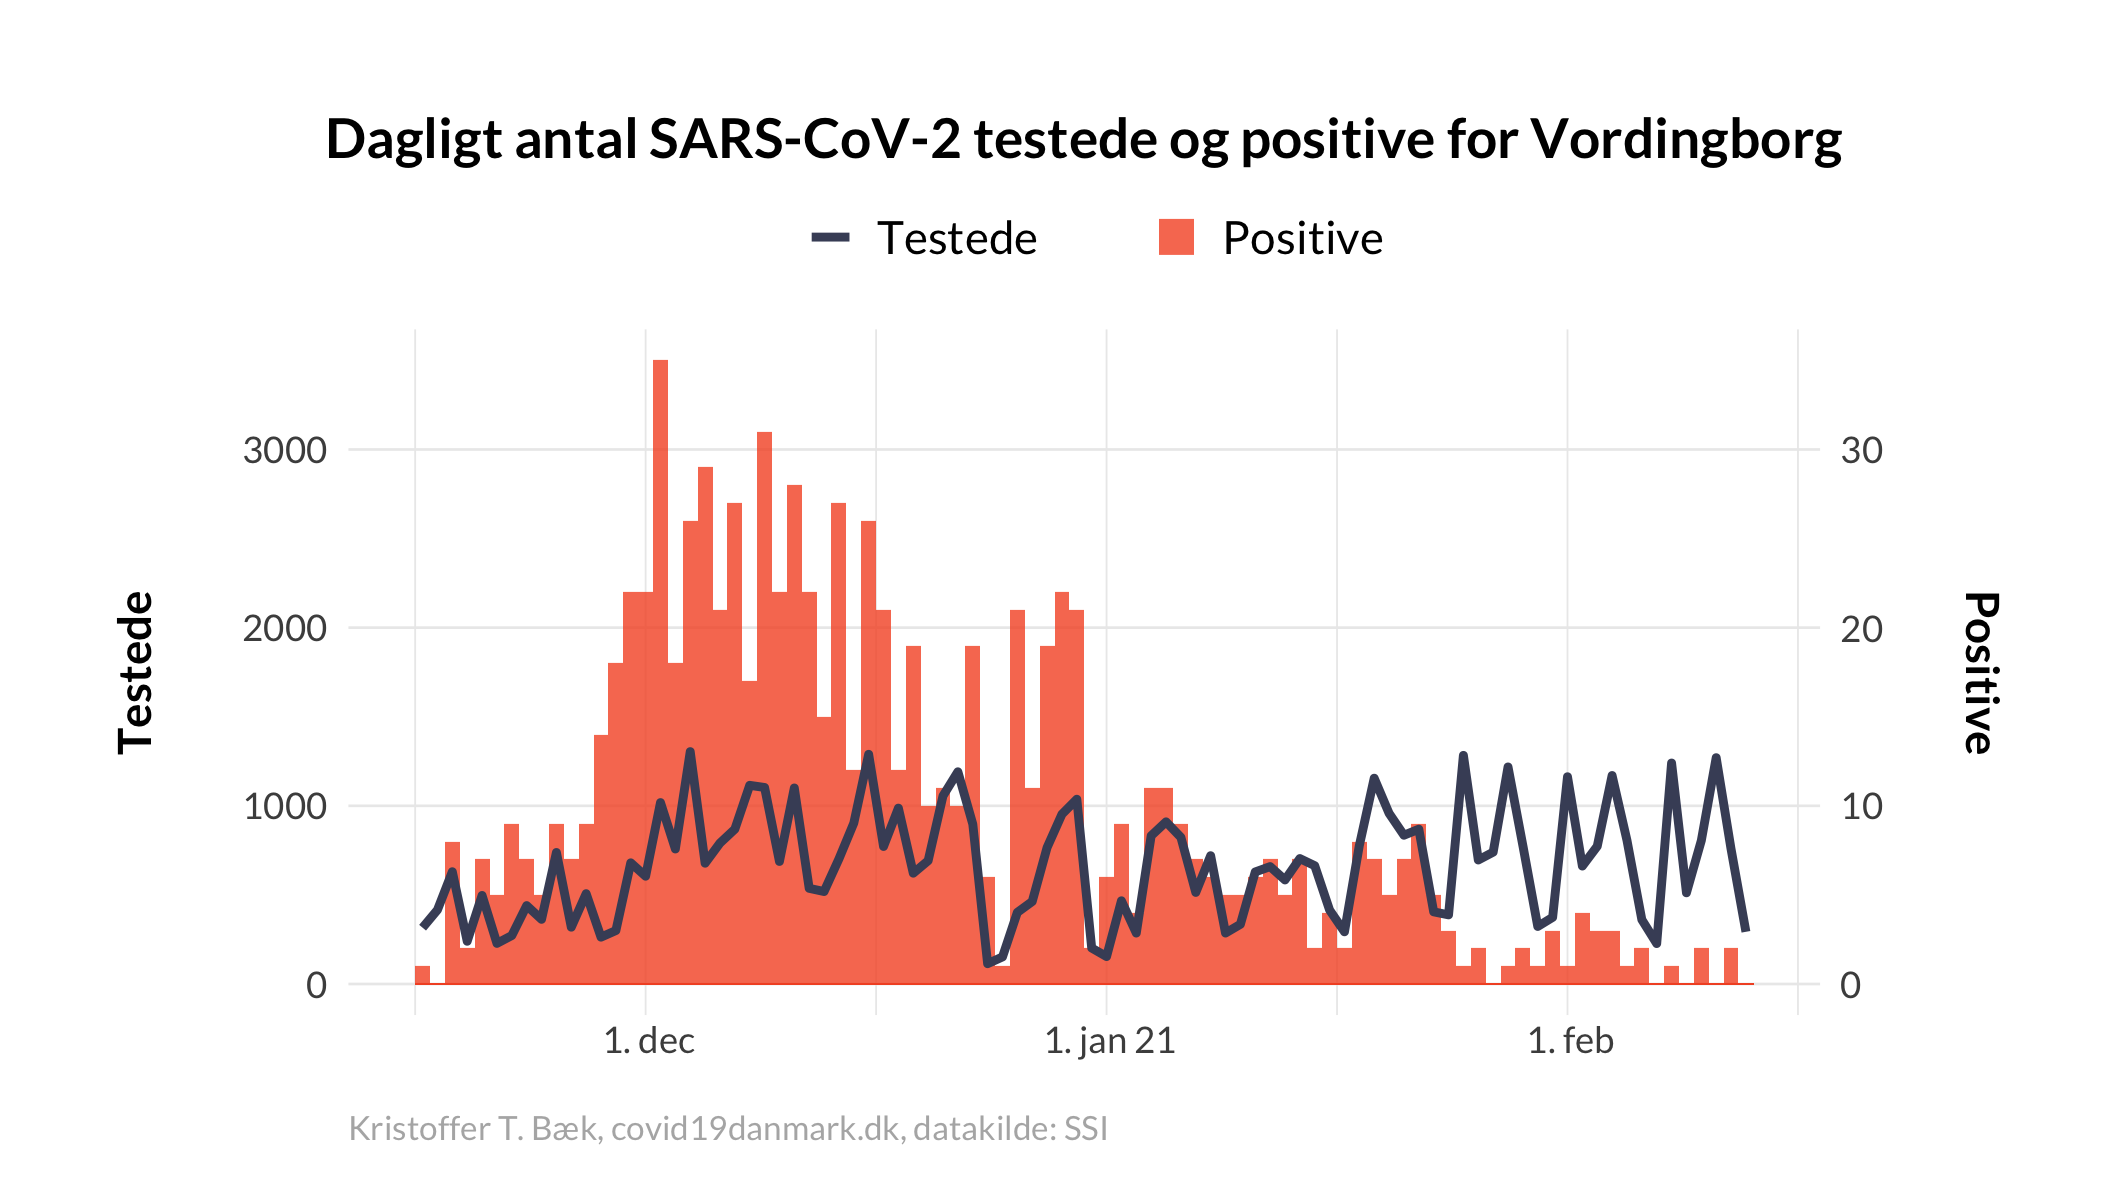 Dagligt antal SARS-CoV-2 testede og positive for Vordingborg
Testede
Positive
3000
2000
1000
0
Testede
30
20
10
0
Positive
1. dec
1. jan 21
1. feb
Kristoffer T. Bæk, covid19danmark.dk, datakilde: SSI